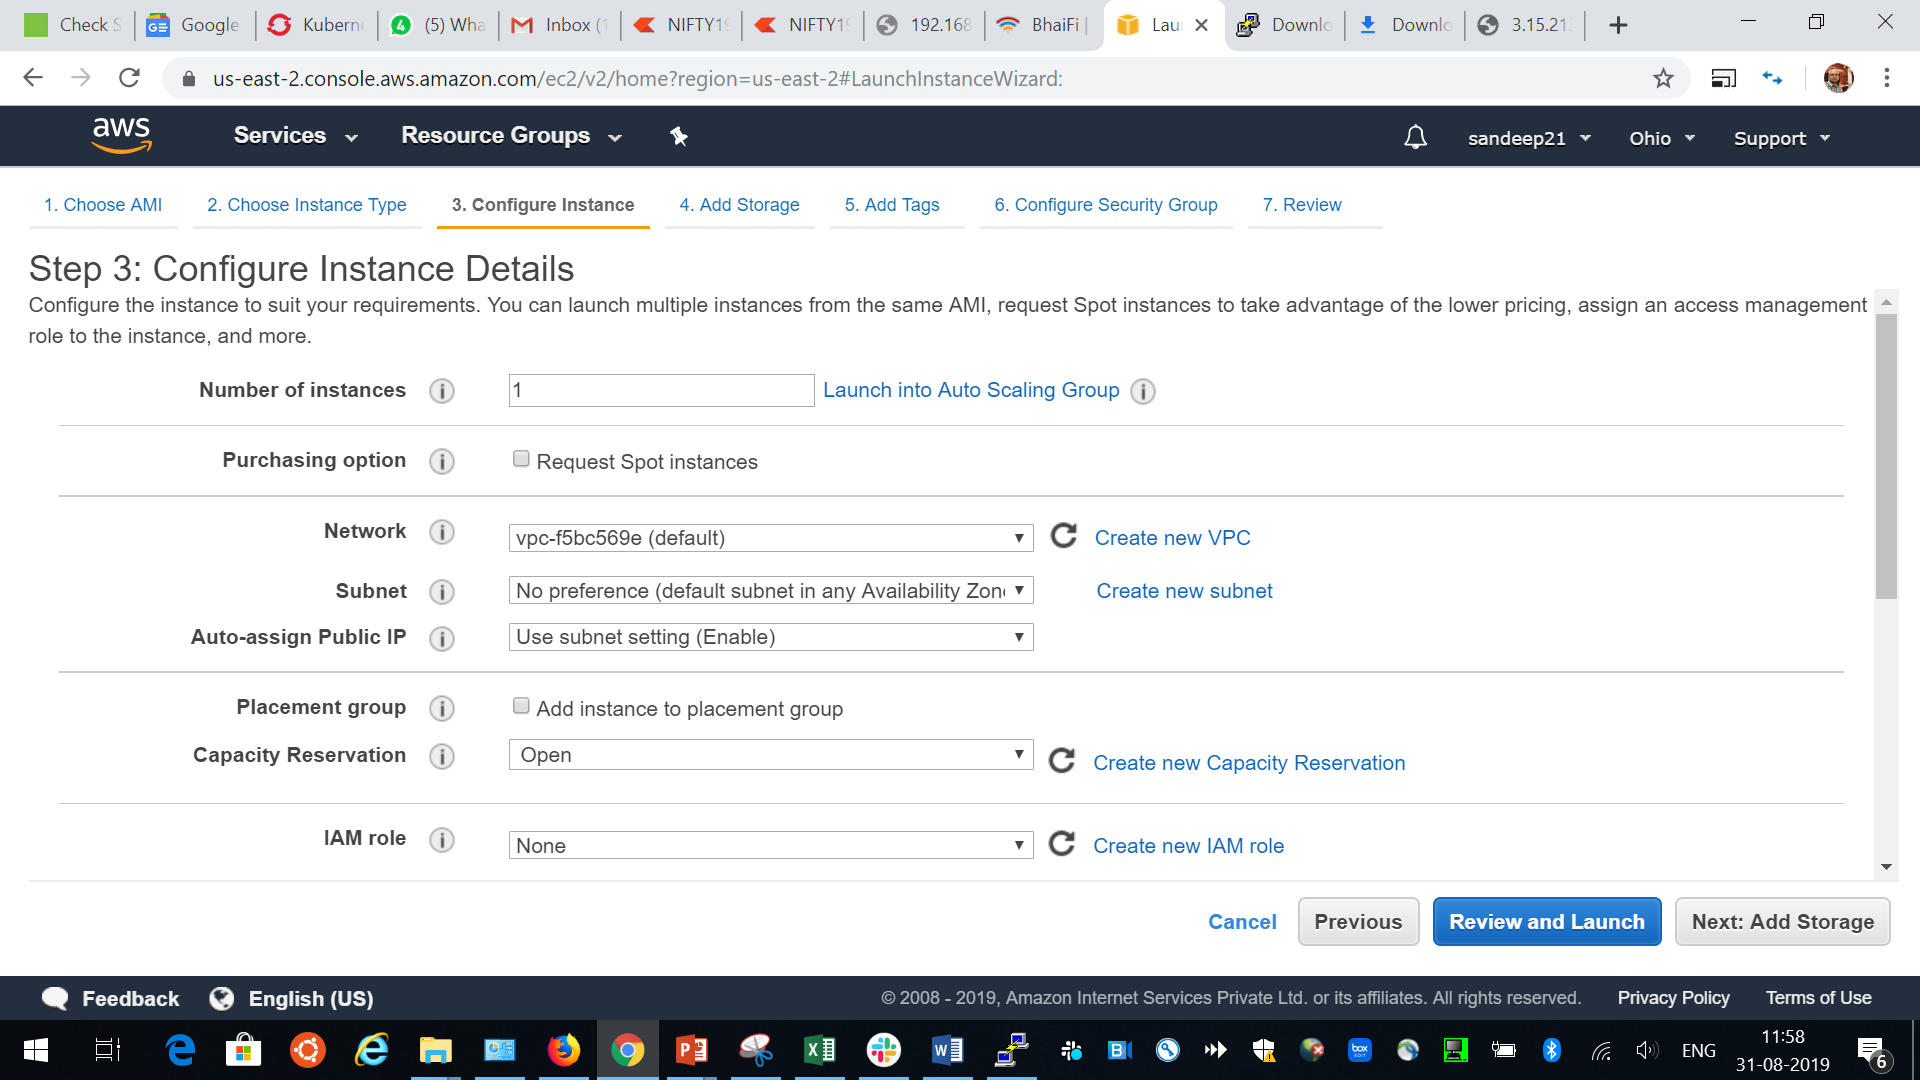 Check S
Google
Kuberne
(5) Wha
Inbox (1
NIFTY19
NIFTY19
192.168
BhaiFi |
Lau
Downlo
Downlo
3.15.213
us-east-2.console.aws.amazon.com/ec2/v2/home?region=us-east-2#LaunchInstanceWizard:
aws
Services
Resource Groups
sandeep21
Ohio
Support
1. Choose AMI
2. Choose Instance Type
3. Configure Instance
4. Add Storage
5. Add Tags
6. Configure Security Group
7. Review
Step 3: Configure Instance Details
Configure the instance to suit your requirements. You can launch multiple instances from the same AMI, request Spot instances to take advantage of the lower pricing, assign an access management
role to the instance, and more.
Number of instances
1
Launch into Auto Scaling Group
Purchasing option
Request Spot instances
Network
vpc-f5bc569e (default)
Create new VPC
Subnet
No preference (default subnet in any Availability Zon
Create new subnet
Auto-assign Public IP
Use subnet setting (Enable)
Placement group
Add instance to placement group
Capacity Reservation
Open
Create new Capacity Reservation
IAM role
None
Create new IAM role
Cancel
Previous
Review and Launch
Next: Add Storage
Feedback
English (US)
© 2008 - 2019, Amazon Internet Services Private Ltd. or its affiliates. All rights reserved.
Privacy Policy
Terms of Use
ENG
11:58
31-08-2019
6